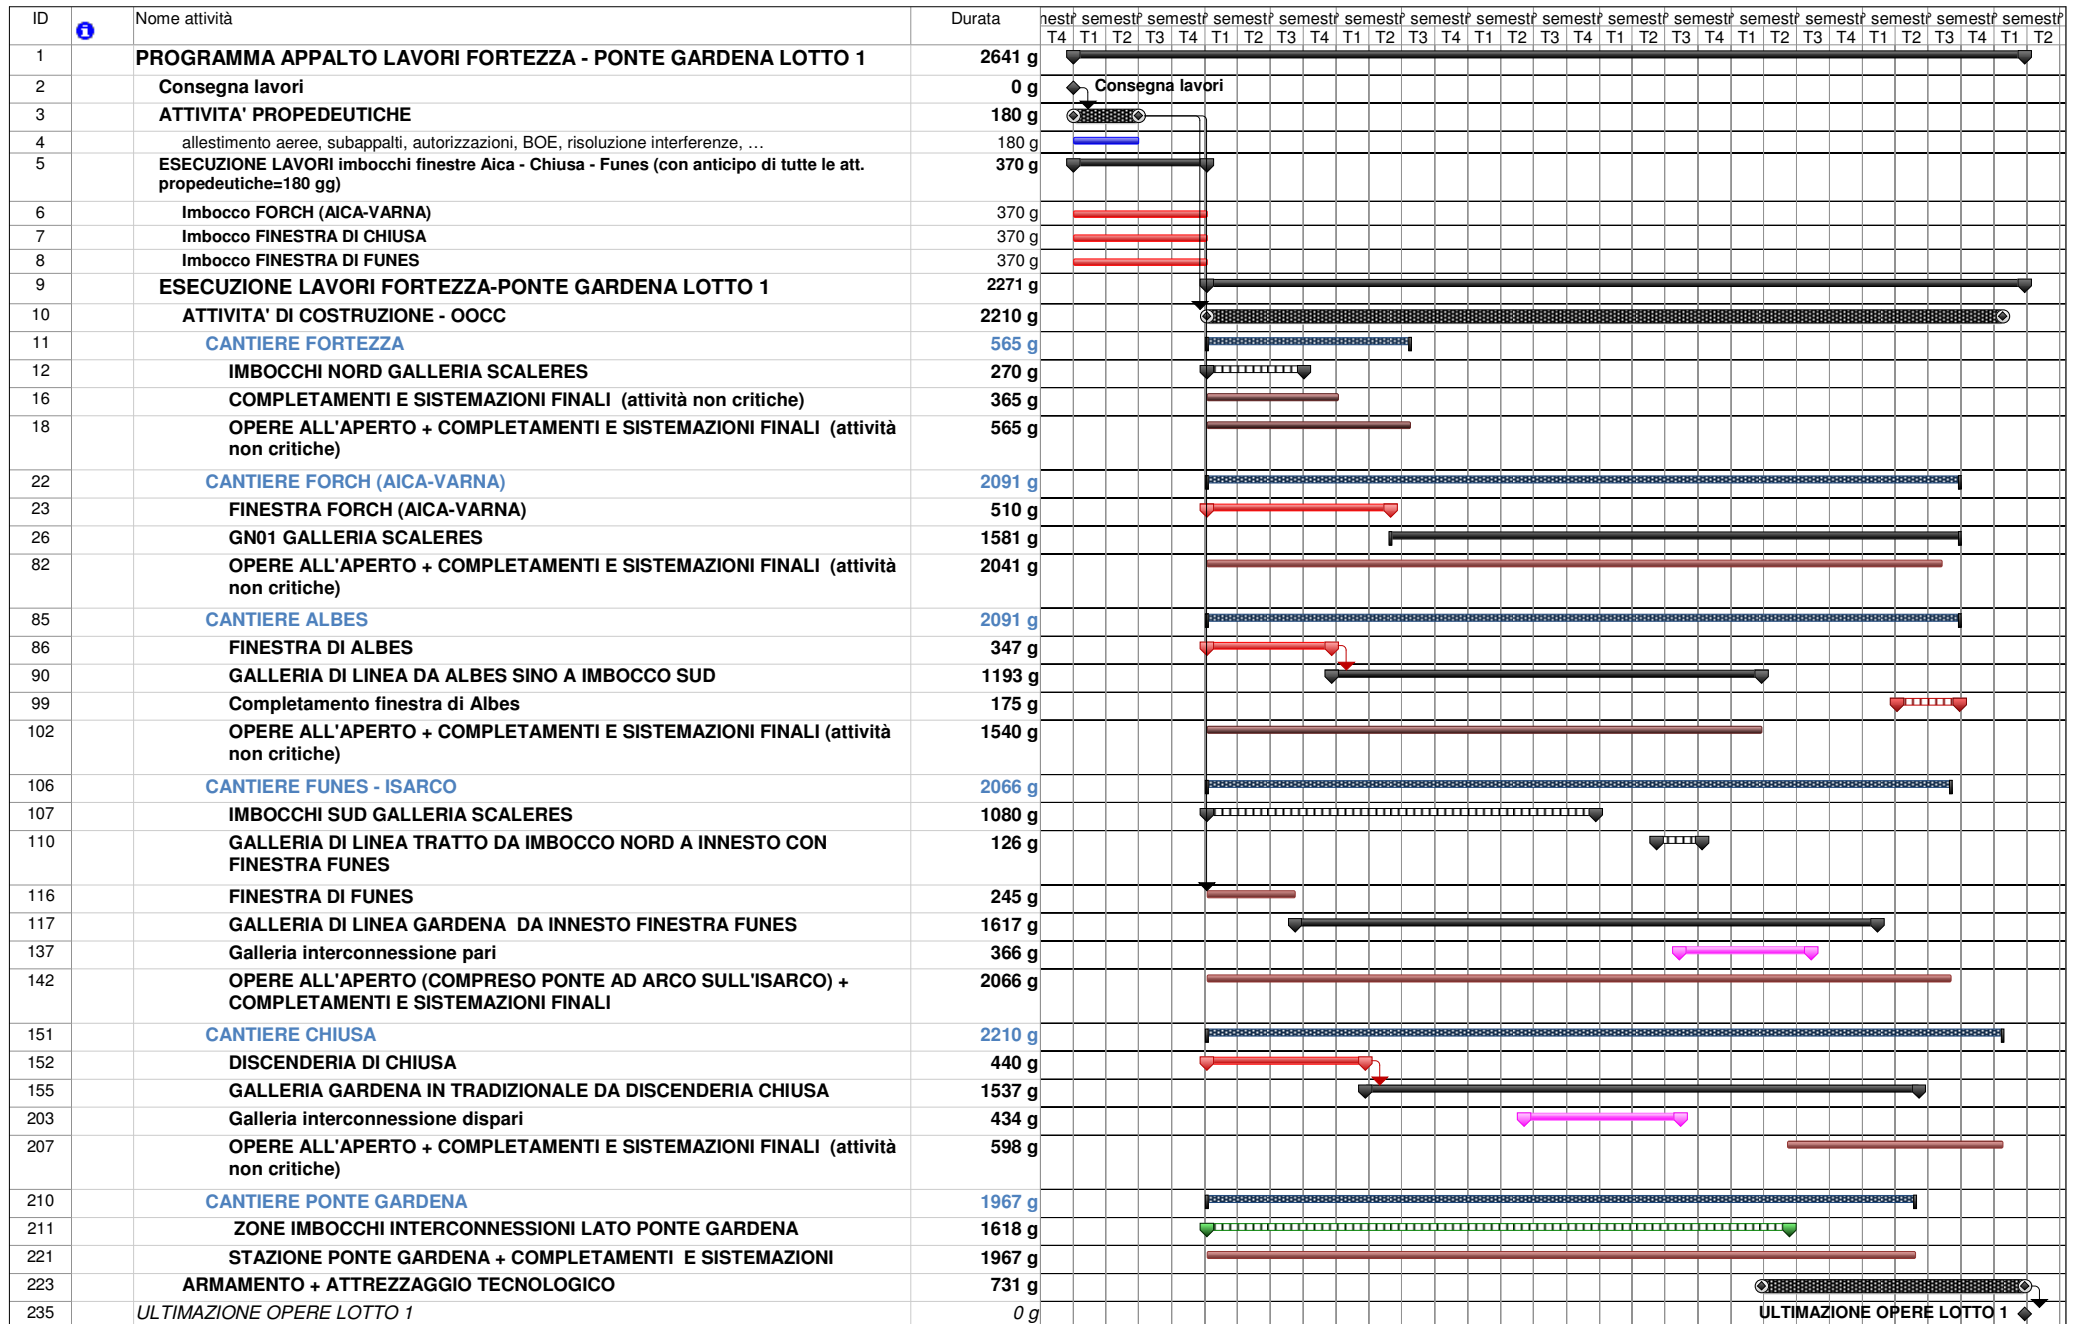 ID Nome attività Durata nestr° semestr° semestr° semestr° semestr° semestr° semestr° semestr° semestr° semestr° semestr° semestr° semestr° semestr° semestr° semestr°
T4 T1 T2 T3 T4 T1 T2 T3 T4 T1 T2 T3 T4 T1 T2 T3 T4 T1 T2 T3 T4 T1 T2 T3 T4 T1 T2 T3 T4 T1 T2
1 PROGRAMMA APPALTO LAVORI FORTEZZA - PONTE GARDENA LOTTO 1 2641 g
2 Consegna lavori 0 g Consegna lavori
3 ATTIVITA' PROPEDEUTICHE 180 g
4 allestimento aeree, subappalti, autorizzazioni, BOE, risoluzione interferenze, … 180 g
5 ESECUZIONE LAVORI imbocchi finestre Aica - Chiusa - Funes (con anticipo di tutte le att. 370 g
propedeutiche=180 gg)
6 Imbocco FORCH (AICA-VARNA) 370 g
7 Imbocco FINESTRA DI CHIUSA 370 g
8 Imbocco FINESTRA DI FUNES 370 g
9 ESECUZIONE LAVORI FORTEZZA-PONTE GARDENA LOTTO 1 2271 g
10 ATTIVITA' DI COSTRUZIONE - OOCC 2210 g
11 CANTIERE FORTEZZA 565 g
12 IMBOCCHI NORD GALLERIA SCALERES 270 g
16 COMPLETAMENTI E SISTEMAZIONI FINALI (attività non critiche) 365 g
18 OPERE ALL'APERTO + COMPLETAMENTI E SISTEMAZIONI FINALI (attività 565 g
non critiche)
22 CANTIERE FORCH (AICA-VARNA) 2091 g
23 FINESTRA FORCH (AICA-VARNA) 510 g
26 GN01 GALLERIA SCALERES 1581 g
82 OPERE ALL'APERTO + COMPLETAMENTI E SISTEMAZIONI FINALI (attività 2041 g
non critiche)
85 CANTIERE ALBES 2091 g
86 FINESTRA DI ALBES 347 g
90 GALLERIA DI LINEA DA ALBES SINO A IMBOCCO SUD 1193 g
99 Completamento finestra di Albes 175 g
102 OPERE ALL'APERTO + COMPLETAMENTI E SISTEMAZIONI FINALI (attività 1540 g
non critiche)
106 CANTIERE FUNES - ISARCO 2066 g
107 IMBOCCHI SUD GALLERIA SCALERES 1080 g
110 GALLERIA DI LINEA TRATTO DA IMBOCCO NORD A INNESTO CON 126 g
FINESTRA FUNES
116 FINESTRA DI FUNES 245 g
117 GALLERIA DI LINEA GARDENA DA INNESTO FINESTRA FUNES 1617 g
137 Galleria interconnessione pari 366 g
142 OPERE ALL'APERTO (COMPRESO PONTE AD ARCO SULL'ISARCO) + 2066 g
COMPLETAMENTI E SISTEMAZIONI FINALI
151 CANTIERE CHIUSA 2210 g
152 DISCENDERIA DI CHIUSA 440 g
155 GALLERIA GARDENA IN TRADIZIONALE DA DISCENDERIA CHIUSA 1537 g
203 Galleria interconnessione dispari 434 g
207 OPERE ALL'APERTO + COMPLETAMENTI E SISTEMAZIONI FINALI (attività 598 g
non critiche)
210 CANTIERE PONTE GARDENA 1967 g
211 ZONE IMBOCCHI INTERCONNESSIONI LATO PONTE GARDENA 1618 g
221 STAZIONE PONTE GARDENA + COMPLETAMENTI E SISTEMAZIONI 1967 g
223 ARMAMENTO + ATTREZZAGGIO TECNOLOGICO 731 g
235 ULTIMAZIONE OPERE LOTTO 1 0 g ULTIMAZIONE OPERE LOTTO 1